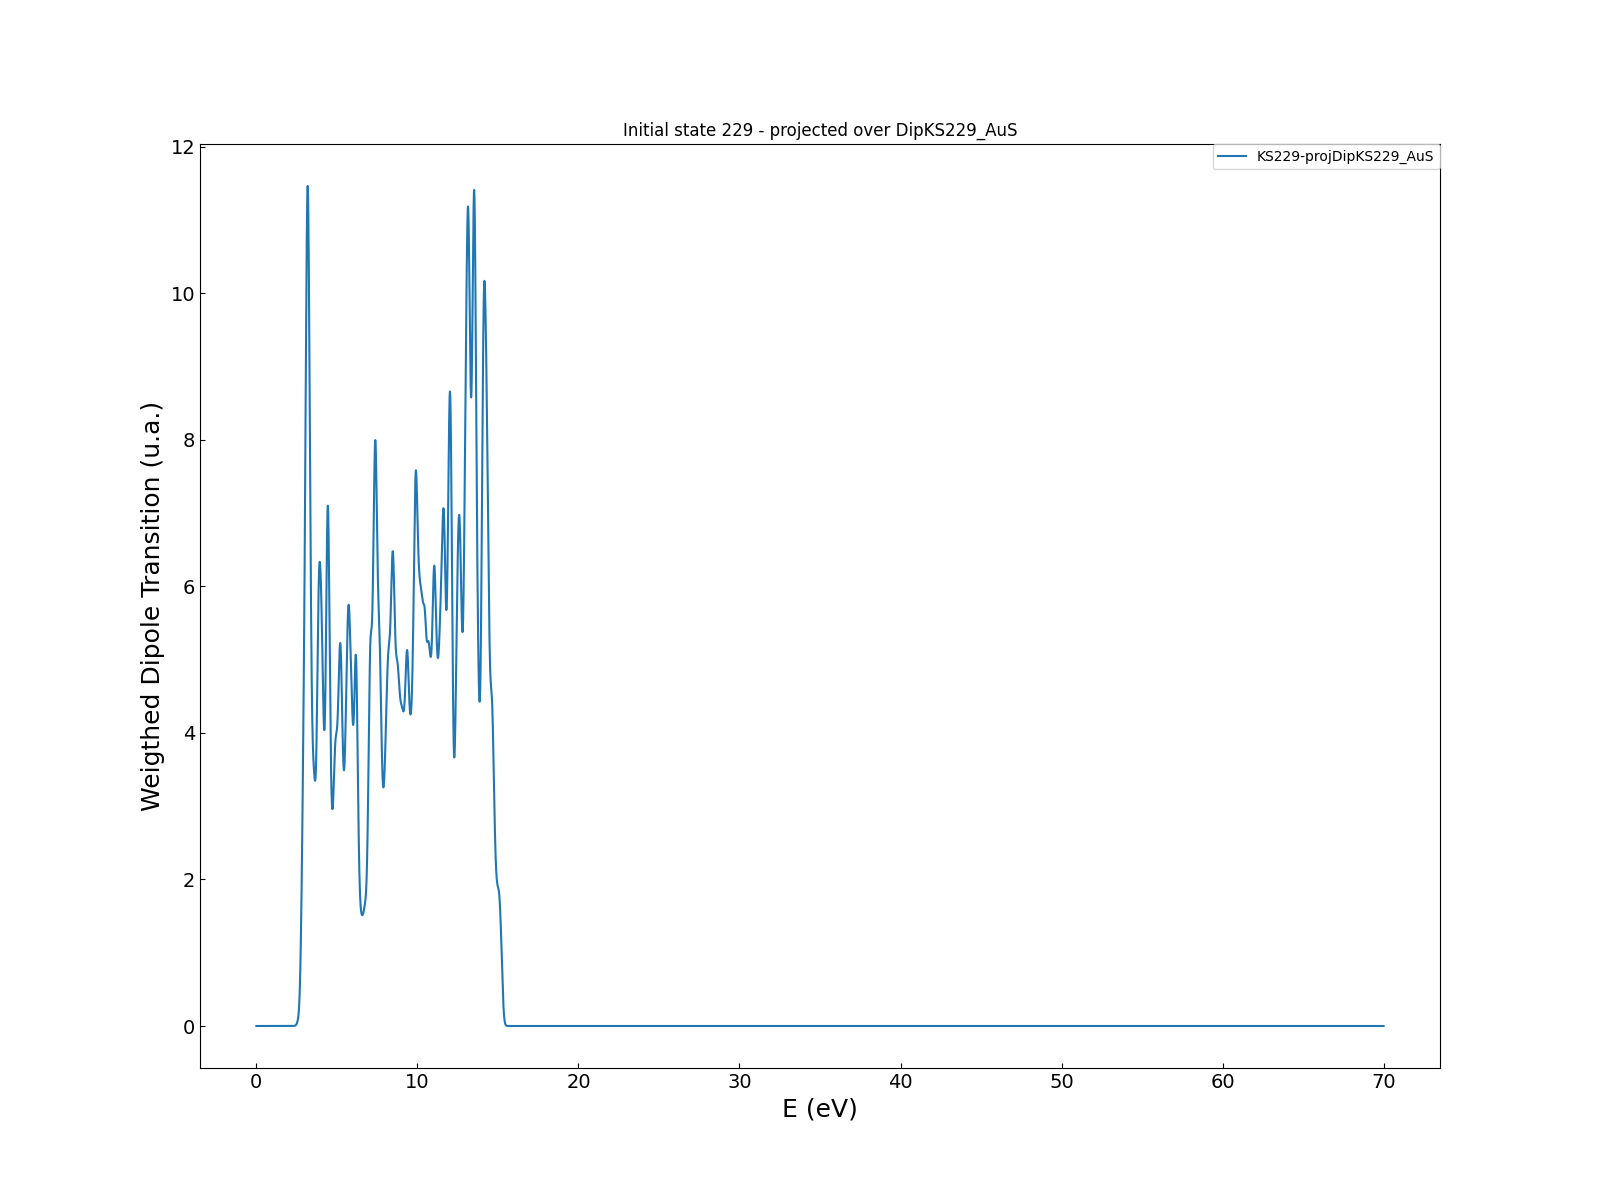 Initial state 229 - projected over DipKS229_AuS
KS229-projDipKS229_AuS
12
10
8
6
4
2
0
Weigthed Dipole Transition (u.a.)
0 10 20 30 40 50 60 70
E (eV)